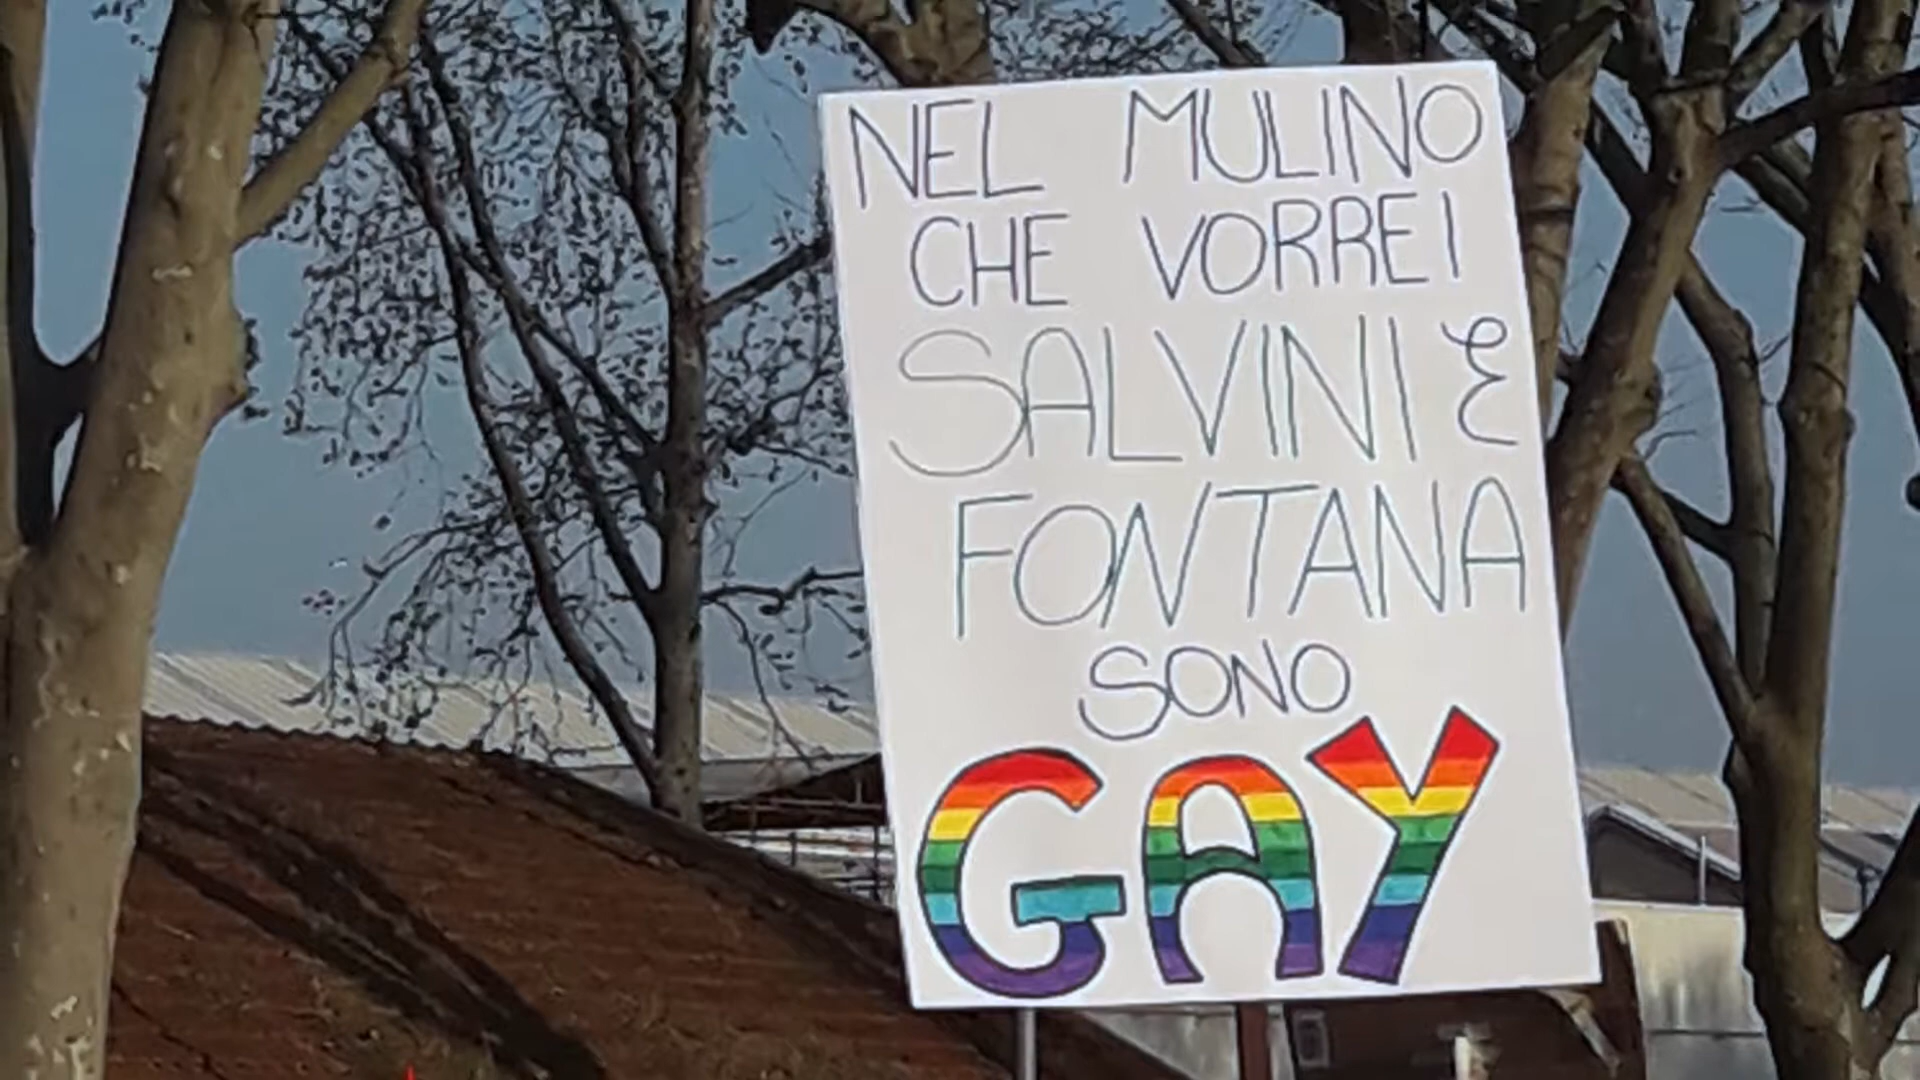 NEL MULINO
CHE VORREI
SALVINI E
FONTANA
SONO
GAY